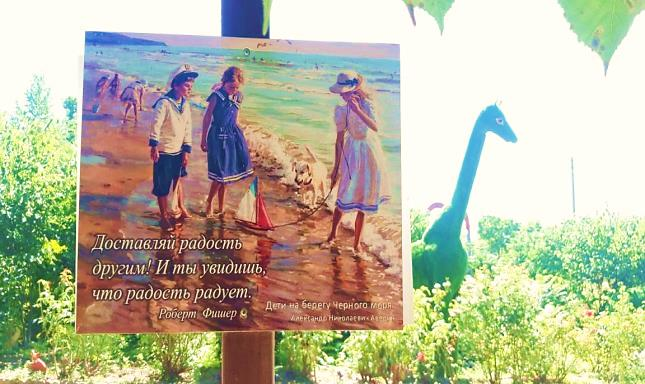 Доставляй радость
другим! И ты увидишь,
что радость радует.
Роберт Фишер
Дети на берегу Черного моря.
Александр Николаевич Аверин